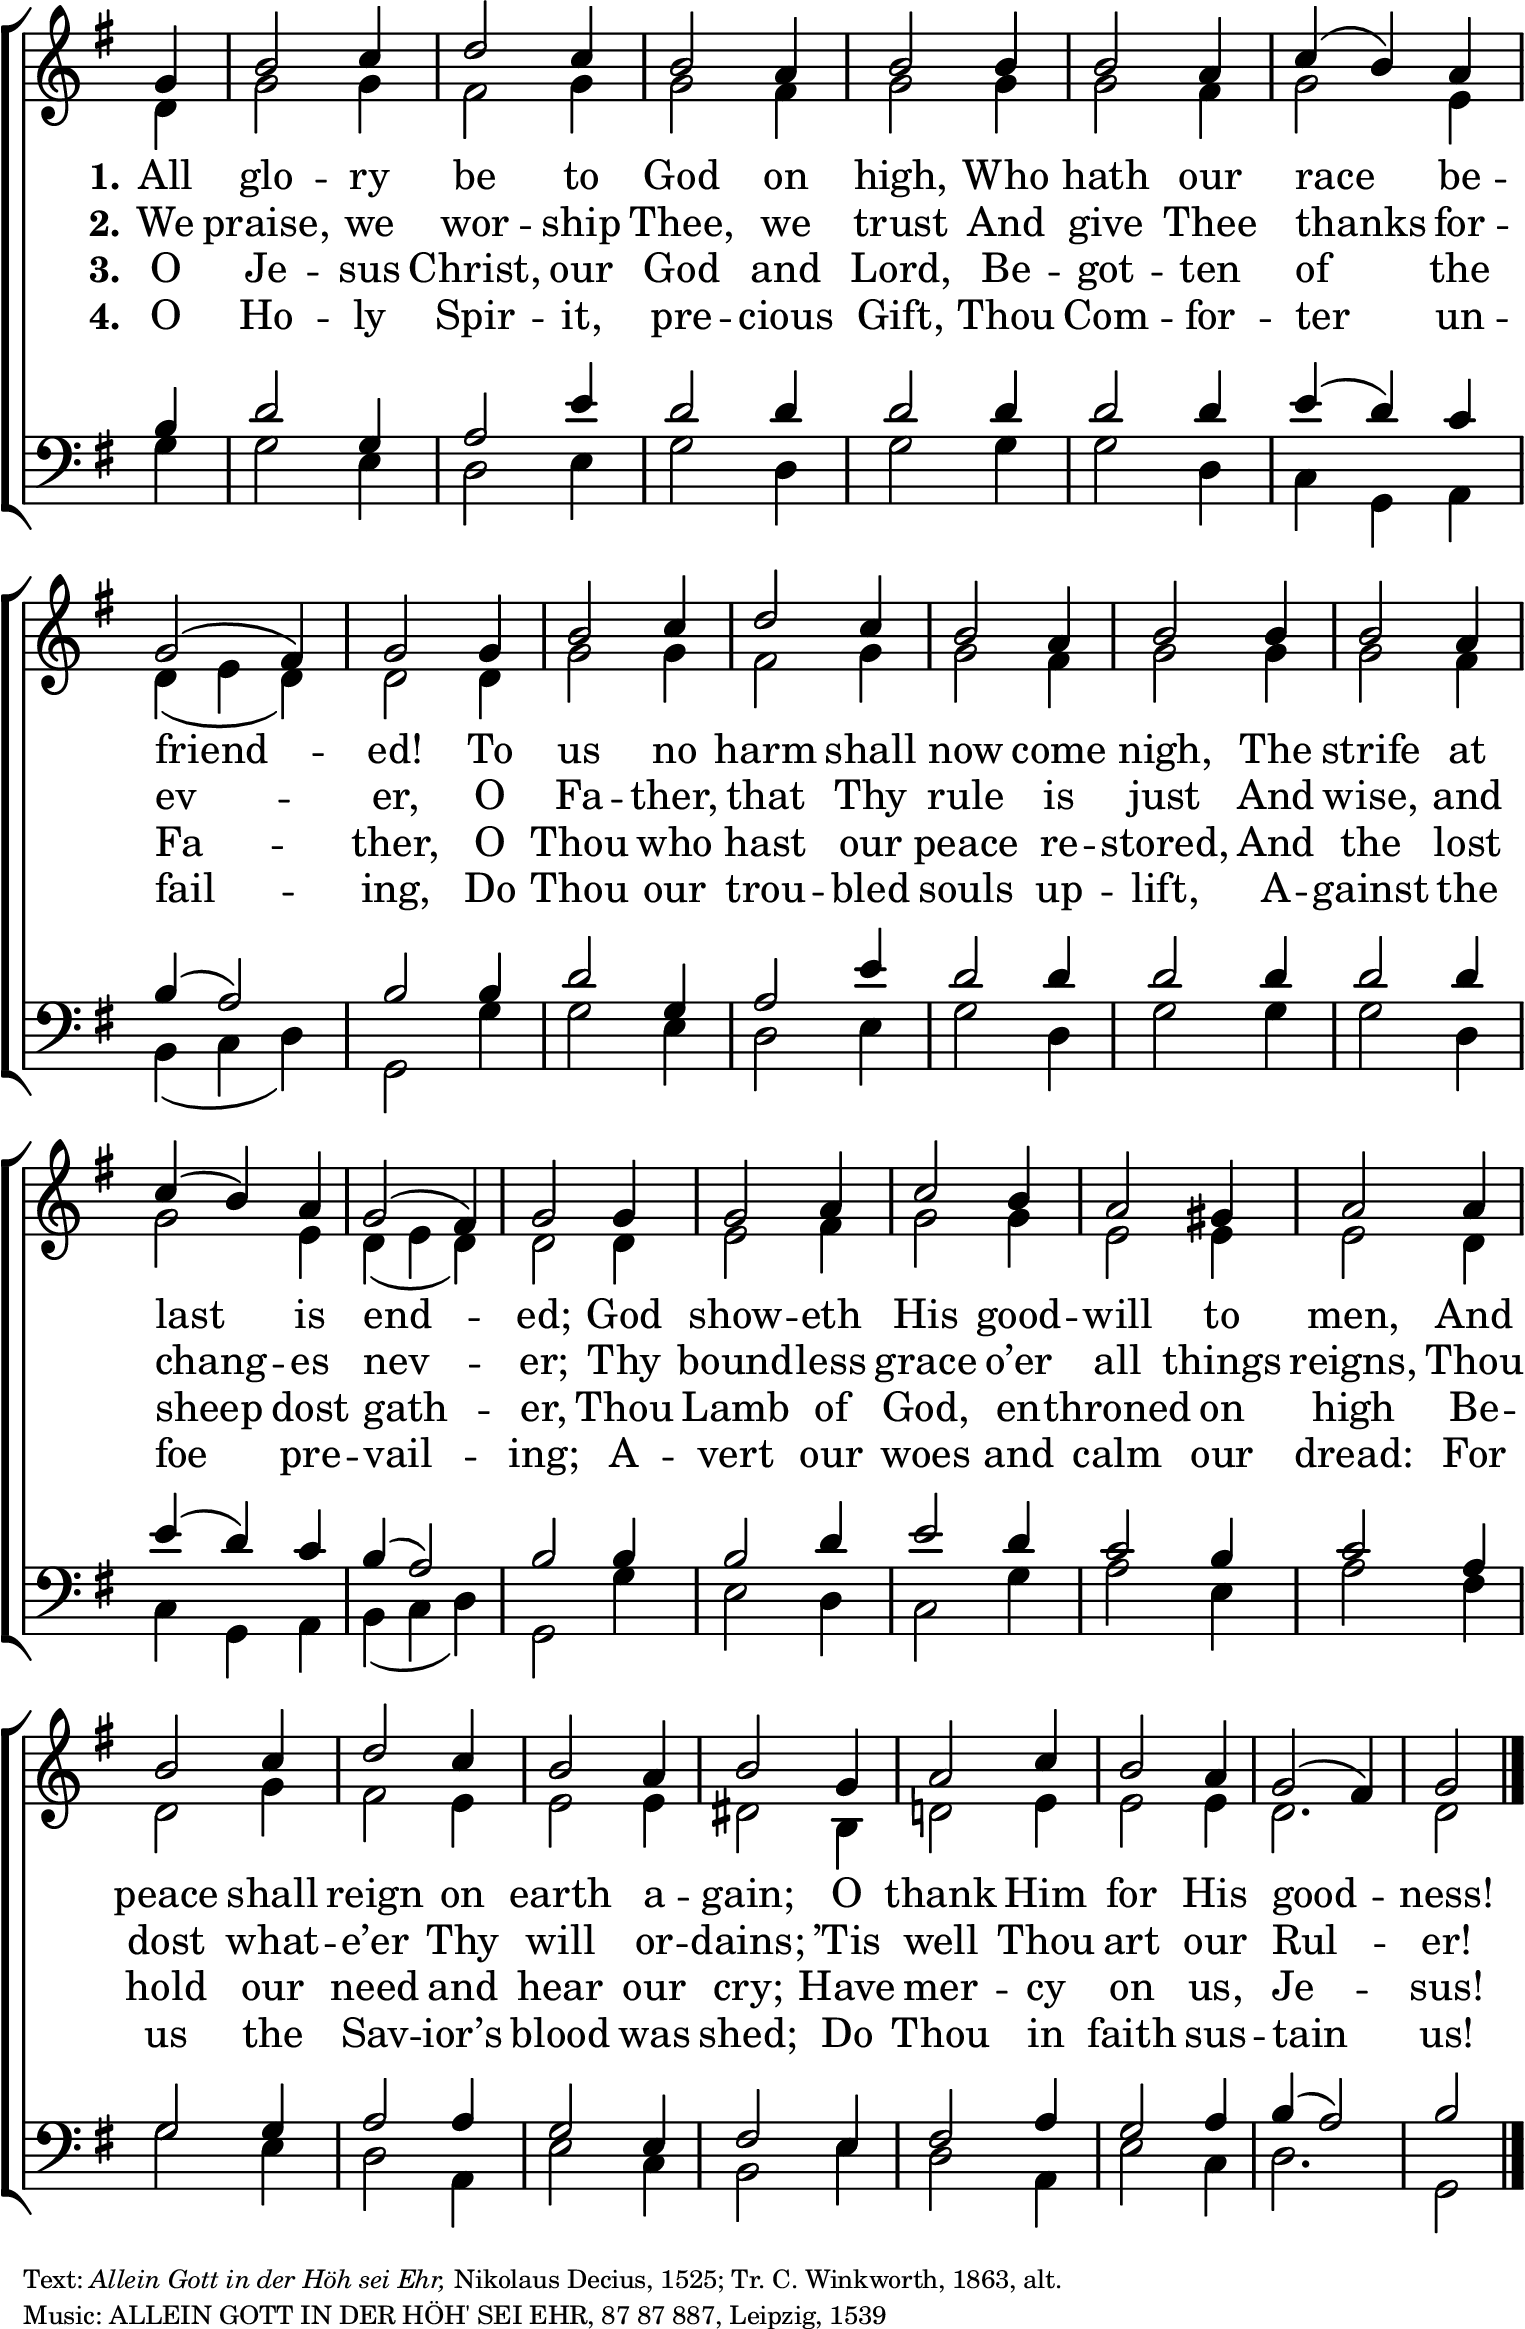 1. All glo - ry be to God on high, Who hath our race be -
2. We praise, we wor - ship Thee, we trust And give Thee thanks for -
3. O Je - sus Christ, our God and Lord, Be - got - ten of the
4. O Ho - ly Spir - it, pre - cious Gift, Thou Com - for - ter un -
friend - ed! To us no harm shall now come nigh, The strife at
ev - er, O Fa - ther, that Thy rule is just And wise, and
Fa - ther, O Thou who hast our peace re - stored, And the lost
fail - ing, Do Thou our trou - bled souls up - lift, A - gainst the
last is end - ed; God show - eth His good - will to men, And
chang - es nev - er; Thy bound - less grace o’er all things reigns, Thou
sheep dost gath - er, Thou Lamb of God, en - throned on high Be -
foe pre - vail - ing; A - vert our woes and calm our dread: For
peace shall reign on earth a - gain; O thank Him for His good - ness!
dost what - e’er Thy will or - dains; ’Tis well Thou art our Rul - er!
hold our need and hear our cry; Have mer - cy on us, Je - sus!
us the Sav - ior’s blood was shed; Do Thou in faith sus - tain us!
Text: Allein Gott in der Höh sei Ehr, Nikolaus Decius, 1525; Tr. C. Winkworth, 1863, alt.
Music: ALLEIN GOTT IN DER HÖH' SEI EHR, 87 87 887, Leipzig, 1539